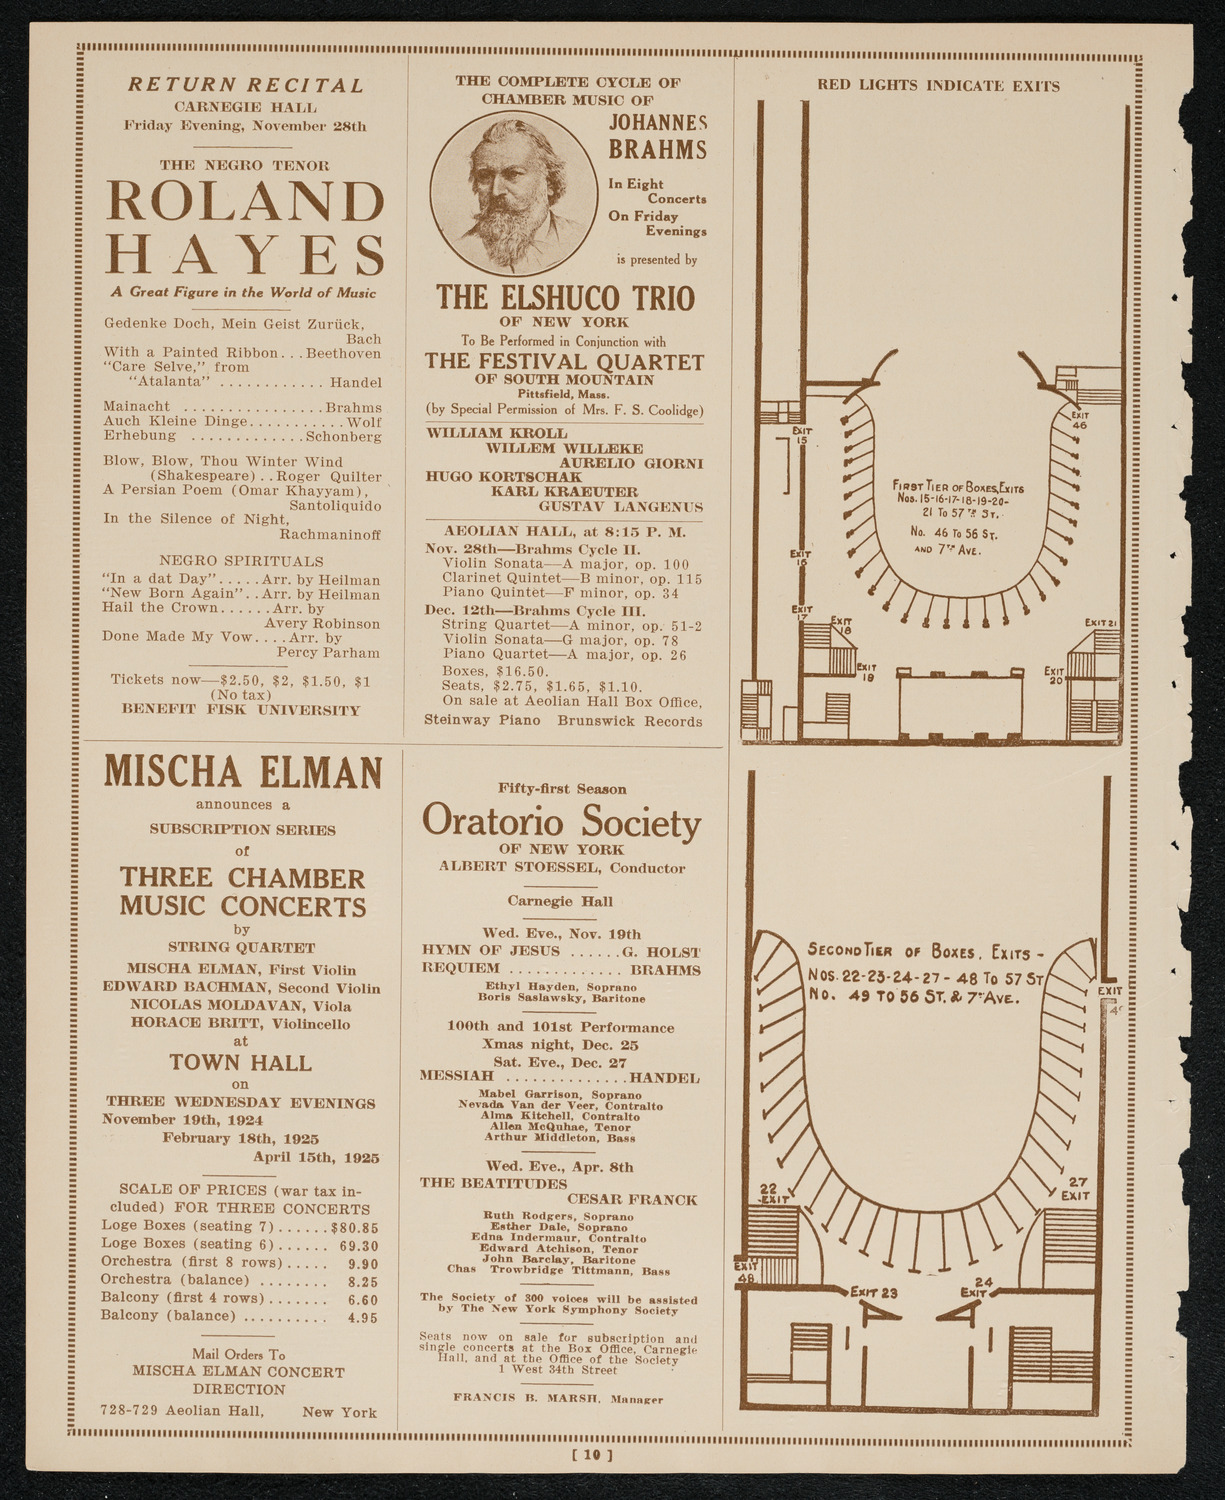 RETURN RECITAL
CARNEGIE HALL
Friday Evening, November 28th
THE NEGRO TENOR
ROLAND
HAYES
A Great Figure in the World of Music
Gedenke Doch, Mein Geist Zurück,
Bach
With a Painted Ribbon...Beethoven
"Care Selve," from
"Atalanta" ............ Handel
Mainacht ................Brahms
Auch Kleine Dinge...........Wolf
Erhebung .............Schonberg
Blow, Blow, Thou Winter Wind
(Shakespeare) ..Roger Quilter
A Persian Poem (Omar Khayyam),
Santoliquido
In the Silence of Night,
Rachmaninoff
NEGRO SPIRITUALS
"In a dat Day".....Arr. by Heilman
"New Born Again"..Arr. by Heilman
Hail the Crown......Arr. by
Avery Robinson
Done Made My Vow....Arr. by
Percy Parham
Tickets now—$2.50, $2, $1.50, $1
(No tax)
BENEFIT FISK UNIVERSITY
THE COMPLETE CYCLE OF
CHAMBER MUSIC OF
JOHANNES
BRAHMS
In Eight
Concerts
On Friday
Evenings
is presented by
THE ELSHUCO TRIO
OF NEW YORK
To Be Performed in Conjunction with
THE FESTIVAL QUARTET
OF SOUTH MOUNTAIN
Pittsfield, Mass.
(by Special Permission of Mrs. F. S. Coolidge)
WILLIAM KROLL
WILLEM WILLEKE
AURELIO GIORNI
HUGO KORTSCHAK
KARL KRAEUTER
GUSTAV LANGENUS
AEOLIAN HALL, at 8:15 P. M.
Nov. 28th—Brahms Cycle II.
Violin Sonata—A major, op. 100
Clarinet Quintet—B minor, op. 115
Piano Quintet—F minor, op. 34
Dec. 12th—Brahms Cycle III.
String Quartet—A minor, op. 51-2
Violin Sonata—G major, op. 78
Piano Quartet—A major, op. 26
Boxes, $16.50.
Seats, $2.75, $1.65, $1.10.
On sale at Aeolian Hall Box Office,
Steinway Piano Brunswick Records
RED LIGHTS INDICATE EXITS
EXIT
46
EXIT
15
FIRST TIER OF BOXES, EXITS
NOS. 15-16-17-18-19-20-
21 TO 57TH ST.
NO. 46 TO 56 ST.
AND 7TH AVE.
EXIT
16
EXIT
17
EXIT
18
EXIT 21
EXIT
19
EXIT
20
MISCHA ELMAN
announces a
SUBSCRIPTION SERIES
of
THREE CHAMBER
MUSIC CONCERTS
by
STRING QUARTET
MISCHA ELMAN, First Violin
EDWARD BACHMAN, Second Violin
NICOLAS MOLDAVAN, Viola
HORACE BRITT, Violincello
at
TOWN HALL
on
THREE WEDNESDAY EVENINGS
November 19th, 1924
February 18th, 1925
April 15th, 1925
SCALE OF PRICES (war tax in-
cluded) FOR THREE CONCERTS
Loge Boxes (seating 7)......$80.85
Loge Boxes (seating 6)...... 69.30
Orchestra (first 8 rows)..... 9.90
Orchestra (balance) ........ 8.25
Balcony (first 4 rows)....... 6.60
Balcony (balance) .......... 4.95
Mail Orders To
MISCHA ELMAN CONCERT
DIRECTION
728-729 Aeolian Hall, New York
Fifty-first Season
Oratorio Society
OF NEW YORK
ALBERT STOESSEL, Conductor
Carnegie Hall
Wed. Eve., Nov. 19th
HYMN OF JESUS ......G. HOLST
REQUIEM ............ BRAHMS
Ethyl Hayden, Soprano
Boris Saslawsky, Baritone
100th and 101st Performance
Xmas night, Dec. 25
Sat. Eve., Dec. 27
MESSIAH .............HANDEL
Mabel Garrison, Soprano
Nevada Van der Veer, Contralto
Alma Kitchell, Contralto
Allen McQuhae, Tenor
Arthur Middleton, Bass
Wed. Eve., Apr. 8th
THE BEATITUDES
CESAR FRANCK
Ruth Rodgers, Soprano
Esther Dale, Soprano
Edna Indermaur, Contralto
Edward Atchison, Tenor
John Barclay, Baritone
Chas Trowbridge Tittmann, Bass
The Society of 300 voices will be assisted
by The New York Symphony Society
Seats now on sale for subscription and
single concerts at the Box Office, Carnegie
Hall, and at the Office of the Society
1 West 34th Street
FRANCIS B. MARSH, Manager
SECOND TIER OF BOXES. EXITS -
NOS. 22-23-24-27-48 TO 57 ST
NO. 49 TO 56 ST. & 7TH AVE.
EXIT
22
EXIT
27
EXIT
EXIT
48
EXIT 23
24
EXIT
[ 10 ]